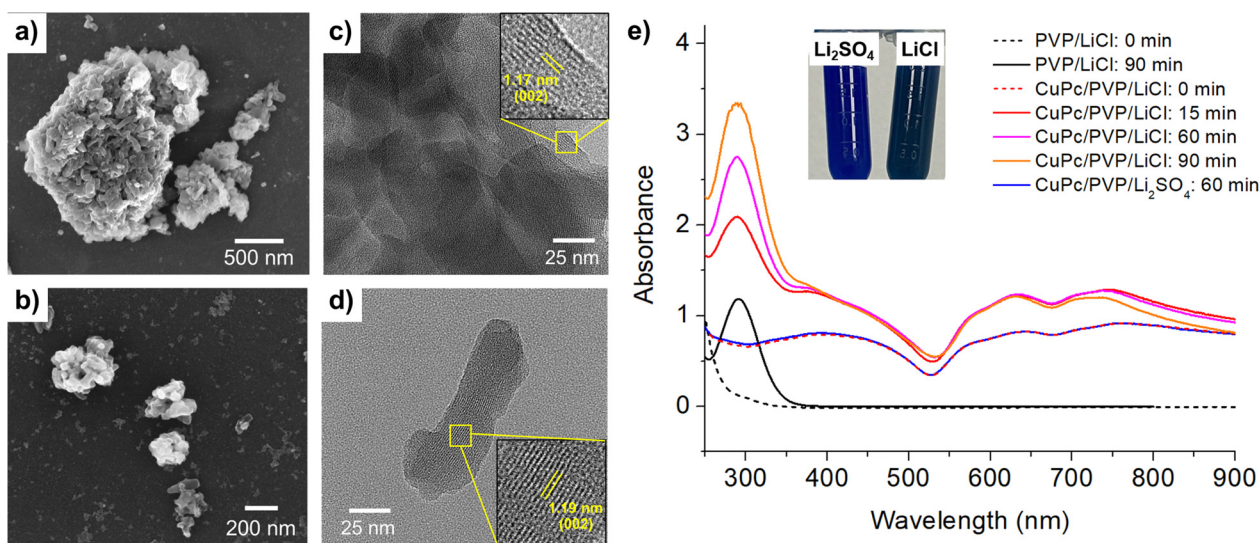 a)
500 nm
b)
200 nm
c)
1.17 nm
(002)
25 nm
d)
1.19 nm
(002)
25 nm
e)
Absorbance
4
3
2
1
0
300 400 500 600 700 800 900
Wavelength (nm)
Li₂SO₄ LiCl
PVP/LiCl: 0 min
PVP/LiCl: 90 min
CuPc/PVP/LiCl: 0 min
CuPc/PVP/LiCl: 15 min
CuPc/PVP/LiCl: 60 min
CuPc/PVP/LiCl: 90 min
CuPc/PVP/Li₂SO₄: 60 min